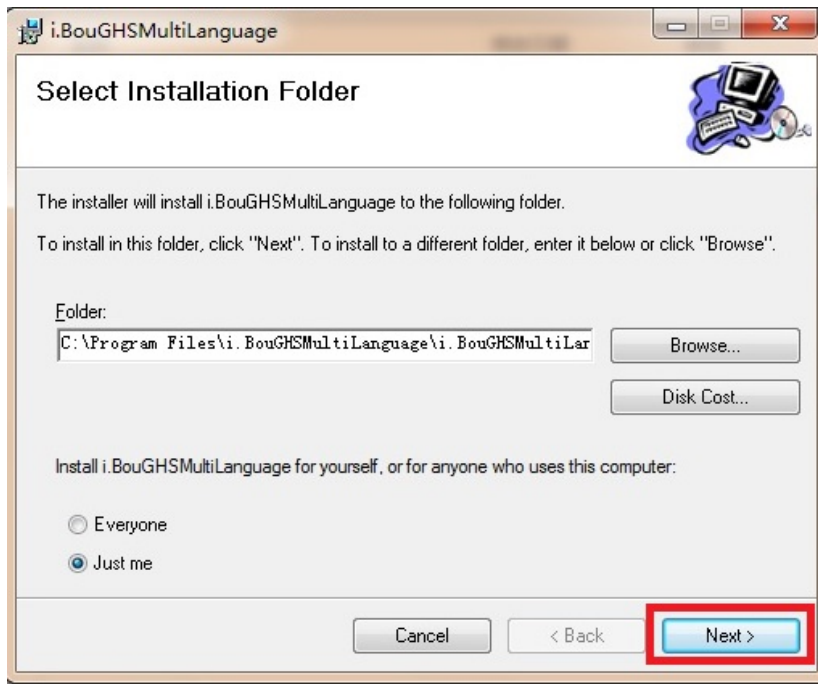 i.BouGHSMultiLanguage
Select Installation Folder
The installer will install i.BouGHSMultiLanguage to the following folder.
To install in this folder, click "Next". To install to a different folder, enter it below or click "Browse".
Folder:
C:\Program Files\i.BouGHSMultiLanguage\i.BouGHSMultiLar
Browse...
Disk Cost...
Install i.BouGHSMultiLanguage for yourself, or for anyone who uses this computer:
Everyone
Just me
Cancel
< Back
Next >